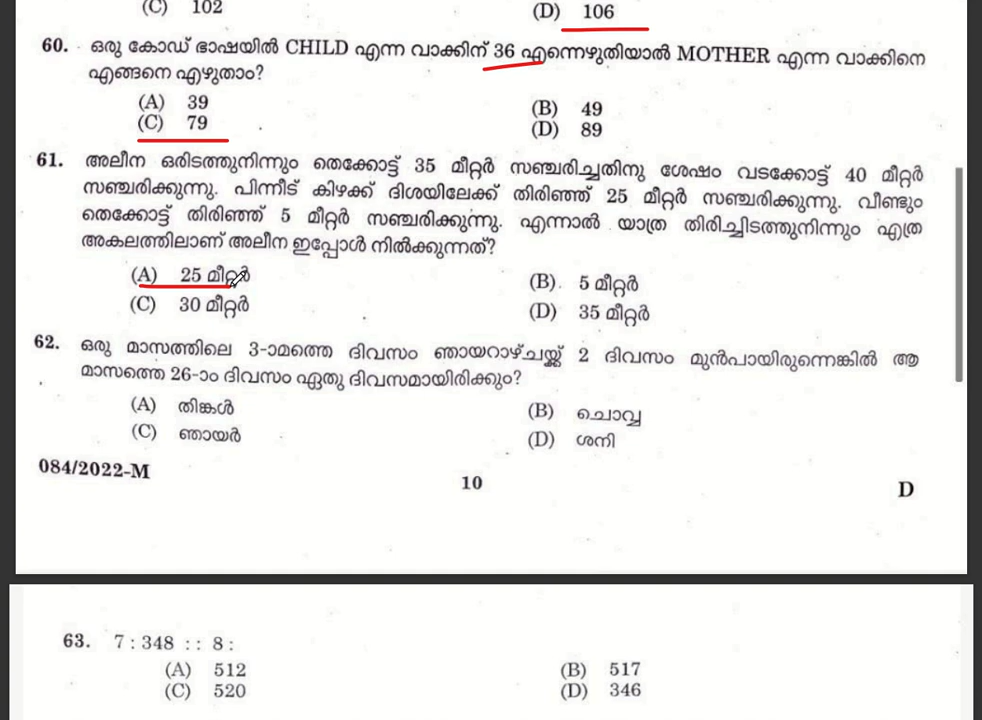 (C) 102 (D) 106
60. ഒരു കോഡ് ഭാഷയിൽ CHILD എന്ന വാക്കിന് 36 എന്നെഴുതിയാൽ MOTHER എന്ന വാക്കിനെ
എങ്ങനെ എഴുതാം?
(A) 39 (B) 49
(C) 79 (D) 89
61. അലീന ഒരിടത്തുനിന്നും തെക്കോട്ട് 35 മീറ്റർ സഞ്ചരിച്ചതിനു ശേഷം വടക്കോട്ട് 40 മീറ്റർ
സഞ്ചരിക്കുന്നു. പിന്നീട് കിഴക്ക് ദിശയിലേക്ക് തിരിഞ്ഞ് 25 മീറ്റർ സഞ്ചരിക്കുന്നു. വീണ്ടും
തെക്കോട്ട് തിരിഞ്ഞ് 5 മീറ്റർ സഞ്ചരിക്കുന്നു. എന്നാൽ യാത്ര തിരിച്ചിടത്തുനിന്നും എത്ര
അകലത്തിലാണ് അലീന ഇപ്പോൾ നിൽക്കുന്നത്?
(A) 25 മീറ്റർ (B) 5 മീറ്റർ
(C) 30 മീറ്റർ (D) 35 മീറ്റർ
62. ഒരു മാസത്തിലെ 3-ാമത്തെ ദിവസം ഞായറാഴ്ചയ്ക്ക് 2 ദിവസം മുൻപായിരുന്നെങ്കിൽ ആ
മാസത്തെ 26-ാം ദിവസം ഏതു ദിവസമായിരിക്കും?
(A) തിങ്കൾ (B) ചൊവ്വ
(C) ഞായർ (D) ശനി
084/2022-M 10 D
63. 7 : 348 :: 8 :
(A) 512 (B) 517
(C) 520 (D) 346